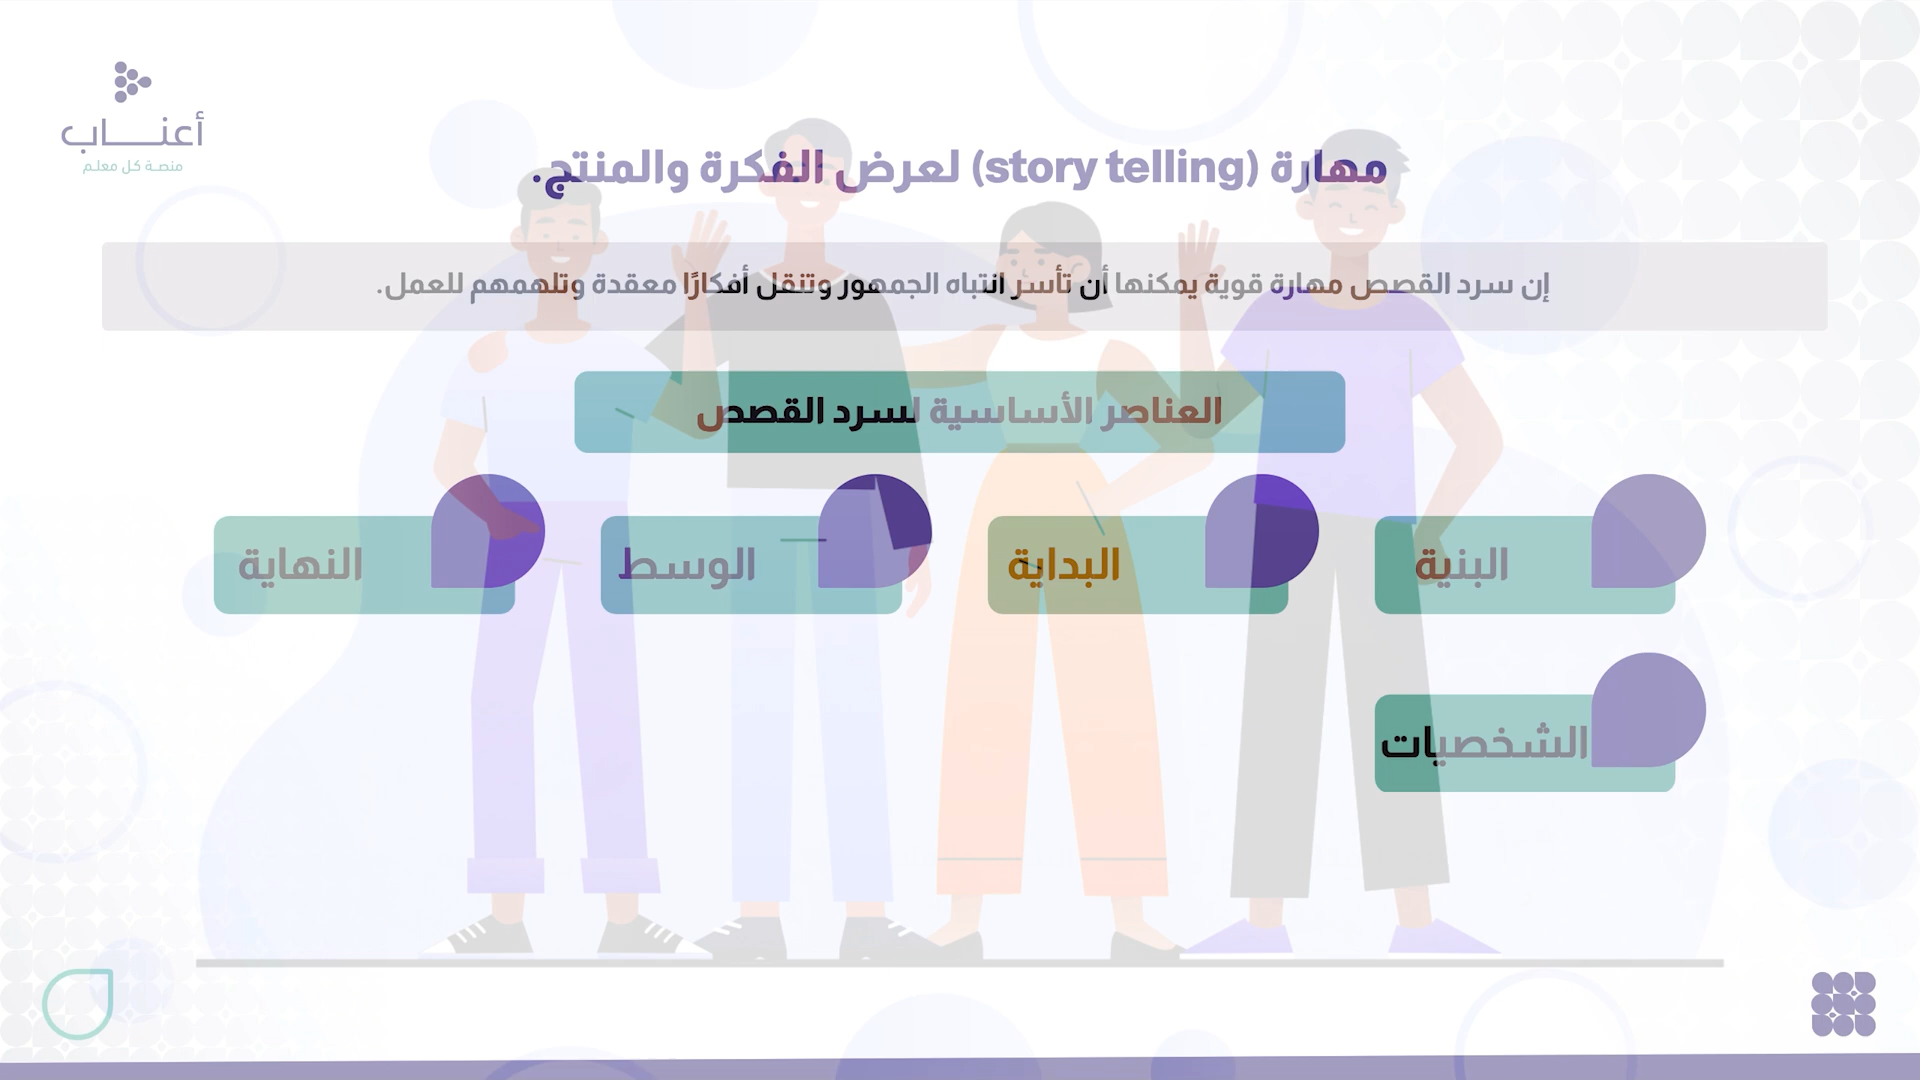 أعنــــاب
منصة كل معلم
مهارة (story telling) لعرض الفكرة والمنتج.
إن سرد القصص مهارة قوية يمكنها أن تأسر انتباه الجمهور وتنقل أفكارًا معقدة وتلهمهم للعمل.
العناصر الأساسية لسرد القصص
البنية
البداية
الوسط
النهاية
الشخصيات